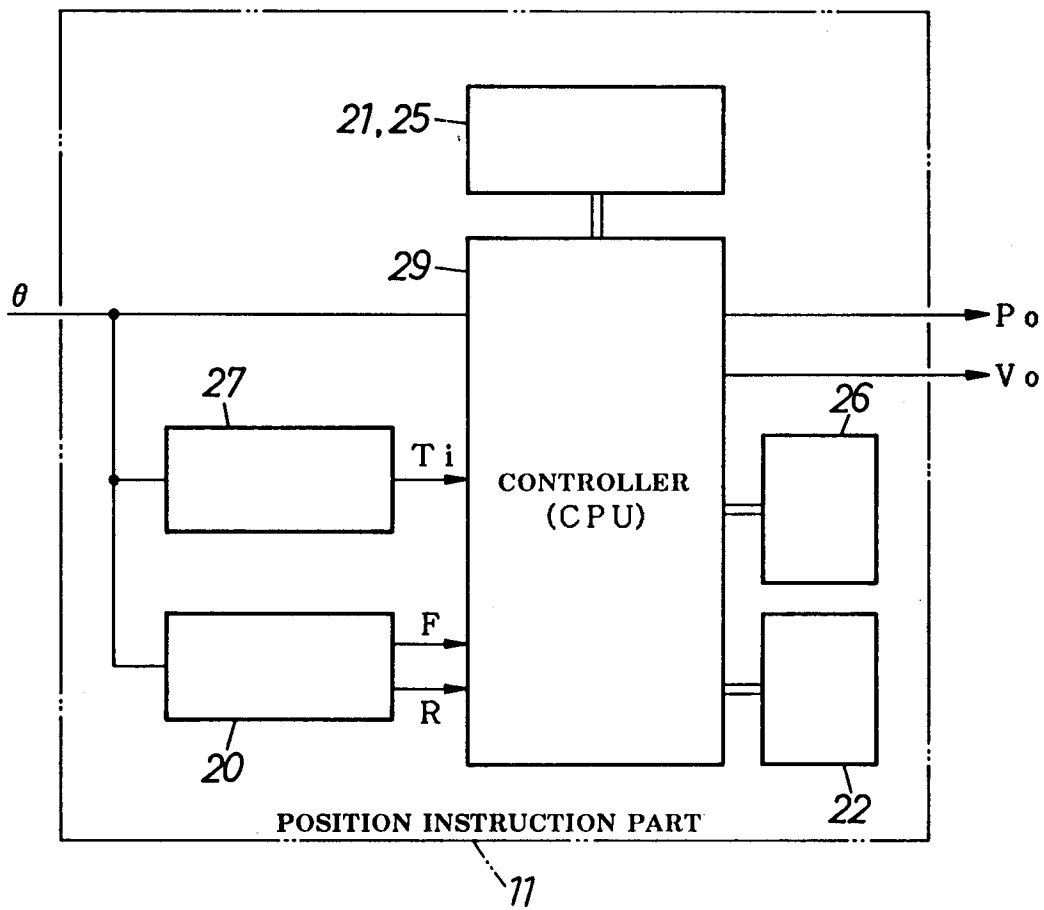 21, 25
29
θ
Po
Vo
27
26
Ti
CONTROLLER
(CPU)
F
R
20
22
POSITION INSTRUCTION PART
11